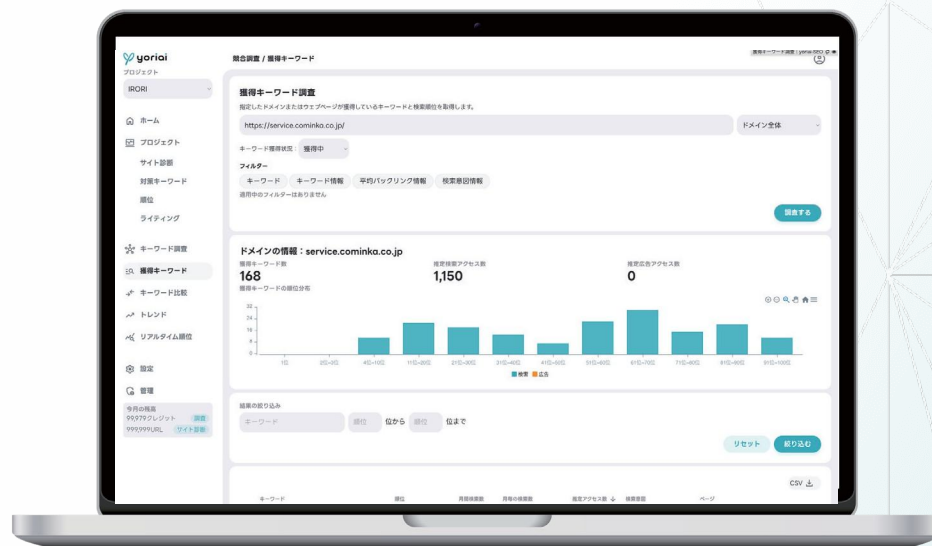 yoriai
プロジェクト
IRORI
ホーム
プロジェクト
サイト診断
対策キーワード
順位
ライティング
キーワード調査
獲得キーワード
キーワード比較
トレンド
リアルタイム順位
設定
管理
今月の残高
99,979クレジット 調査
999,999URL サイト診断
競合調査 / 獲得キーワード
獲得キーワード調査
指定したドメインまたはウェブページが獲得しているキーワードと検索順位を取得します。
https://service.cominka.co.jp/ ドメイン全体
キーワード獲得状況： 獲得中
フィルター
キーワード キーワード情報 平均バックリンク情報 検索意図情報
適用中のフィルターはありません
調査する
ドメインの情報：service.cominka.co.jp
獲得キーワード数 推定検索アクセス数 推定広告アクセス数
168 1,150 0
獲得キーワードの順位分布
32
24
16
8
0
1位 2位~3位 4位~10位 11位~20位 21位~30位 31位~40位 41位~50位 51位~60位 61位~70位 71位~80位 81位~90位 91位~100位
検索 広告
結果の絞り込み
キーワード 順位 位から 順位 位まで
リセット 絞り込む
CSV
キーワード 順位 月間検索数 月毎の検索数 推定アクセス数 検索意図 ページ